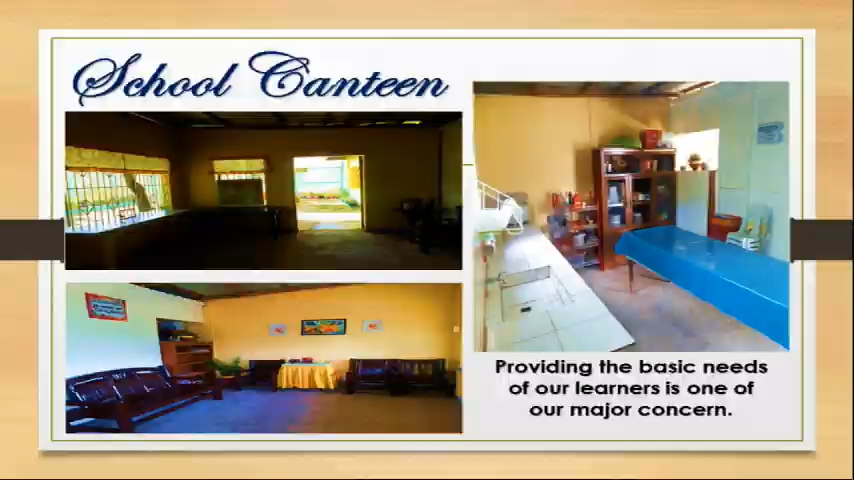 School Canteen
Providing the basic needs
of our learners is one of
our major concern.